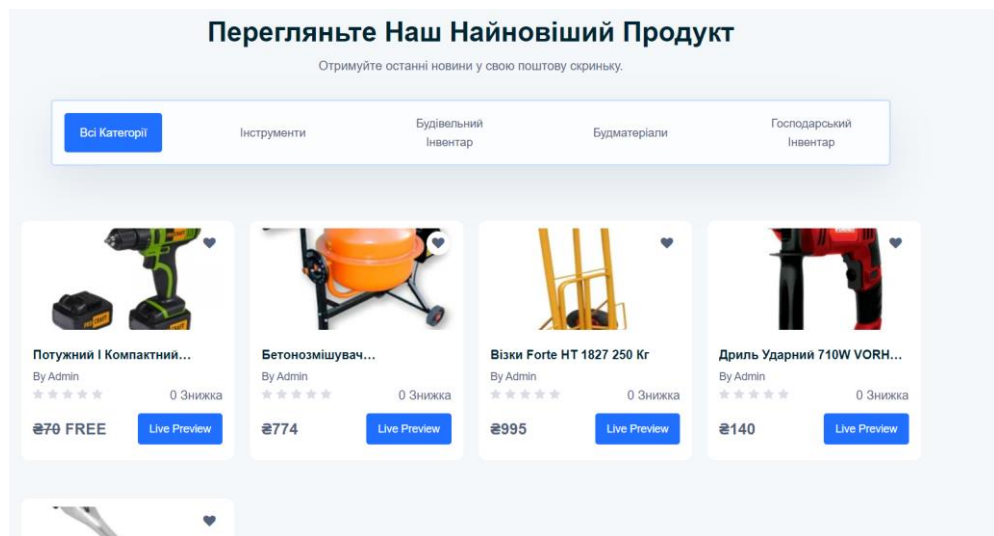 Перегляньте Наш Найновіший Продукт
Отримуйте останні новини у свою поштову скриньку.
Всі Категорії
Інструменти
Будівельний
Інвентар
Будматеріали
Господарський
Інвентар
Потужний І Компактний...
By Admin
0 Знижка
₴70 FREE
Live Preview
Бетонозмішувач...
By Admin
0 Знижка
₴774
Live Preview
Візки Forte HT 1827 250 Кг
By Admin
0 Знижка
₴995
Live Preview
Дриль Ударний 710W VORH...
By Admin
0 Знижка
₴140
Live Preview